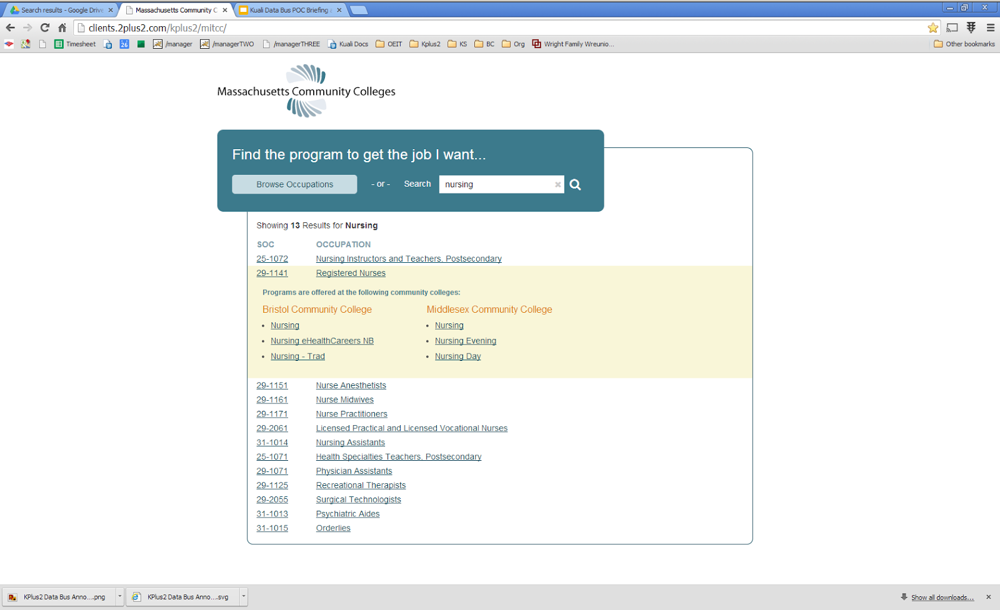 Search results - Google Drive
Massachusetts Community C
Kuali Data Bus POC Briefing a
clients.2plus2.com/kplus2/mitcc/
Timesheet
26
/manager
/managerTWO
/managerTHREE
Kuali Docs
OEIT
Kplus2
KS
BC
Org
Wright Family Wreunio...
Other bookmarks
Massachusetts Community Colleges
Find the program to get the job I want...
Browse Occupations - or - Search nursing
Showing 13 Results for Nursing
SOC OCCUPATION
25-1072 Nursing Instructors and Teachers, Postsecondary
29-1141 Registered Nurses
Programs are offered at the following community colleges:
Bristol Community College Middlesex Community College
• Nursing • Nursing
• Nursing eHealthCareers NB • Nursing Evening
• Nursing - Trad • Nursing Day
29-1151 Nurse Anesthetists
29-1161 Nurse Midwives
29-1171 Nurse Practitioners
29-2061 Licensed Practical and Licensed Vocational Nurses
31-1014 Nursing Assistants
25-1071 Health Specialties Teachers, Postsecondary
29-1071 Physician Assistants
29-1125 Recreational Therapists
29-2055 Surgical Technologists
31-1013 Psychiatric Aides
31-1015 Orderlies
KPlus2 Data Bus Anno....png
KPlus2 Data Bus Anno....svg
Show all downloads...